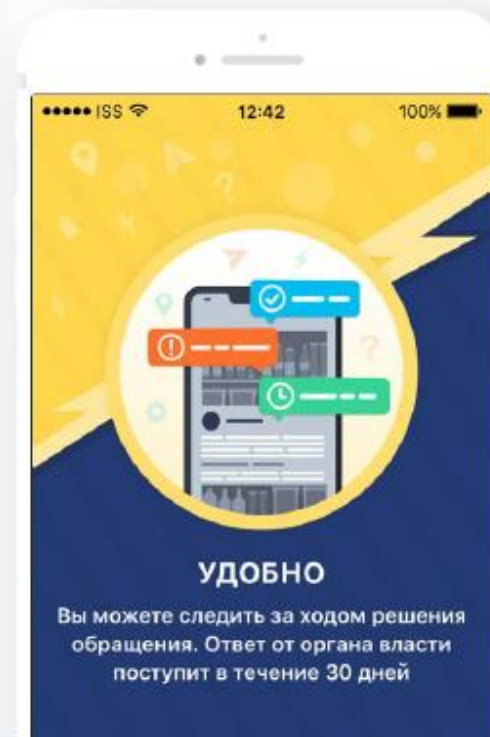 ISS 12:42 100%
УДОБНО
Вы можете следить за ходом решения
обращения. Ответ от органа власти
поступит в течение 30 дней